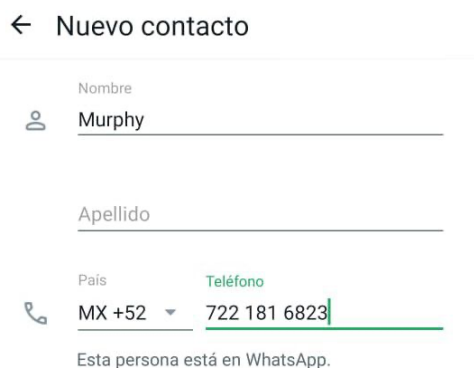 Nuevo contacto
Nombre
Murphy
Apellido
País
Teléfono
MX +52
722 181 6823
Esta persona está en WhatsApp.